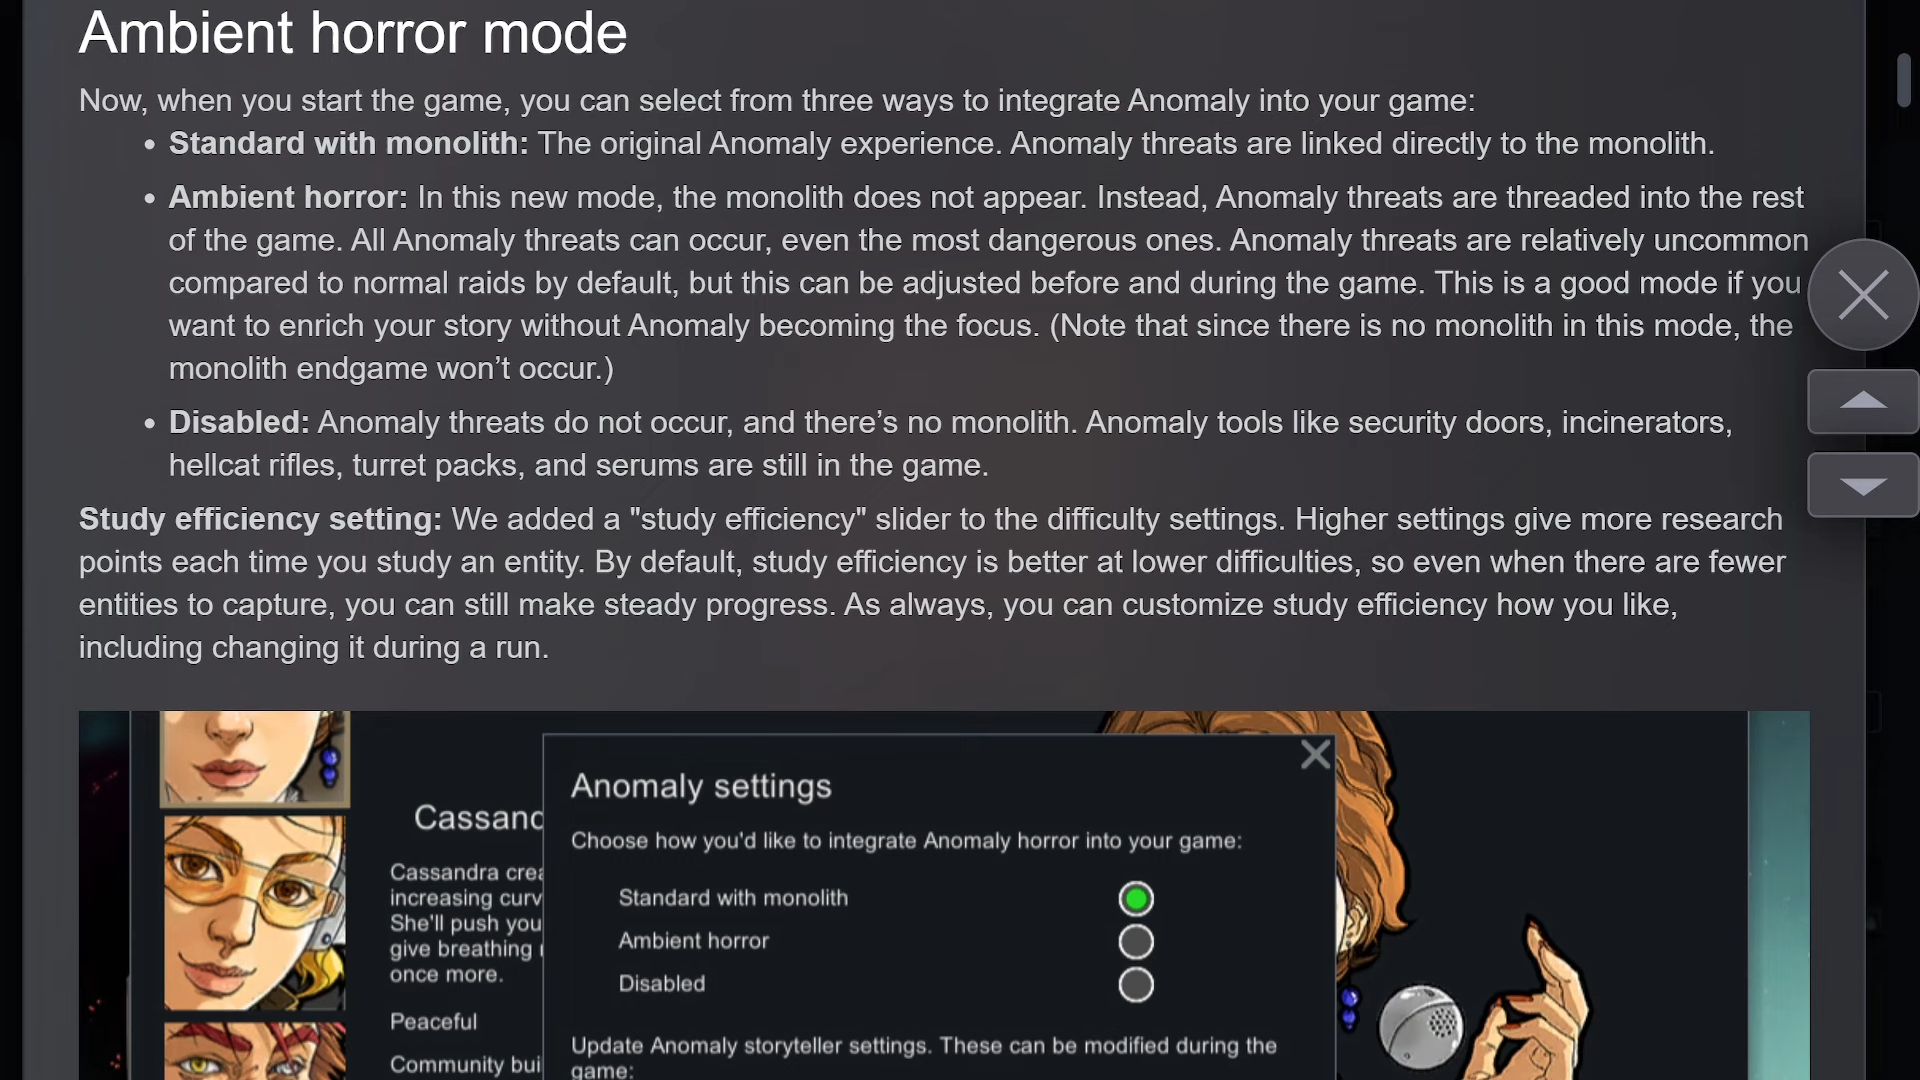 Ambient horror mode
Now, when you start the game, you can select from three ways to integrate Anomaly into your game:
• Standard with monolith: The original Anomaly experience. Anomaly threats are linked directly to the monolith.
• Ambient horror: In this new mode, the monolith does not appear. Instead, Anomaly threats are threaded into the rest
of the game. All Anomaly threats can occur, even the most dangerous ones. Anomaly threats are relatively uncommon
compared to normal raids by default, but this can be adjusted before and during the game. This is a good mode if you
want to enrich your story without Anomaly becoming the focus. (Note that since there is no monolith in this mode, the
monolith endgame won’t occur.)
• Disabled: Anomaly threats do not occur, and there’s no monolith. Anomaly tools like security doors, incinerators,
hellcat rifles, turret packs, and serums are still in the game.
Study efficiency setting: We added a "study efficiency" slider to the difficulty settings. Higher settings give more research
points each time you study an entity. By default, study efficiency is better at lower difficulties, so even when there are fewer
entities to capture, you can still make steady progress. As always, you can customize study efficiency how you like,
including changing it during a run.
Cassand
Cassandra crea
increasing curv
She'll push you
give breathing
once more.
Peaceful
Community bui
Anomaly settings
Choose how you'd like to integrate Anomaly horror into your game:
Standard with monolith
Ambient horror
Disabled
Update Anomaly storyteller settings. These can be modified during the
game: